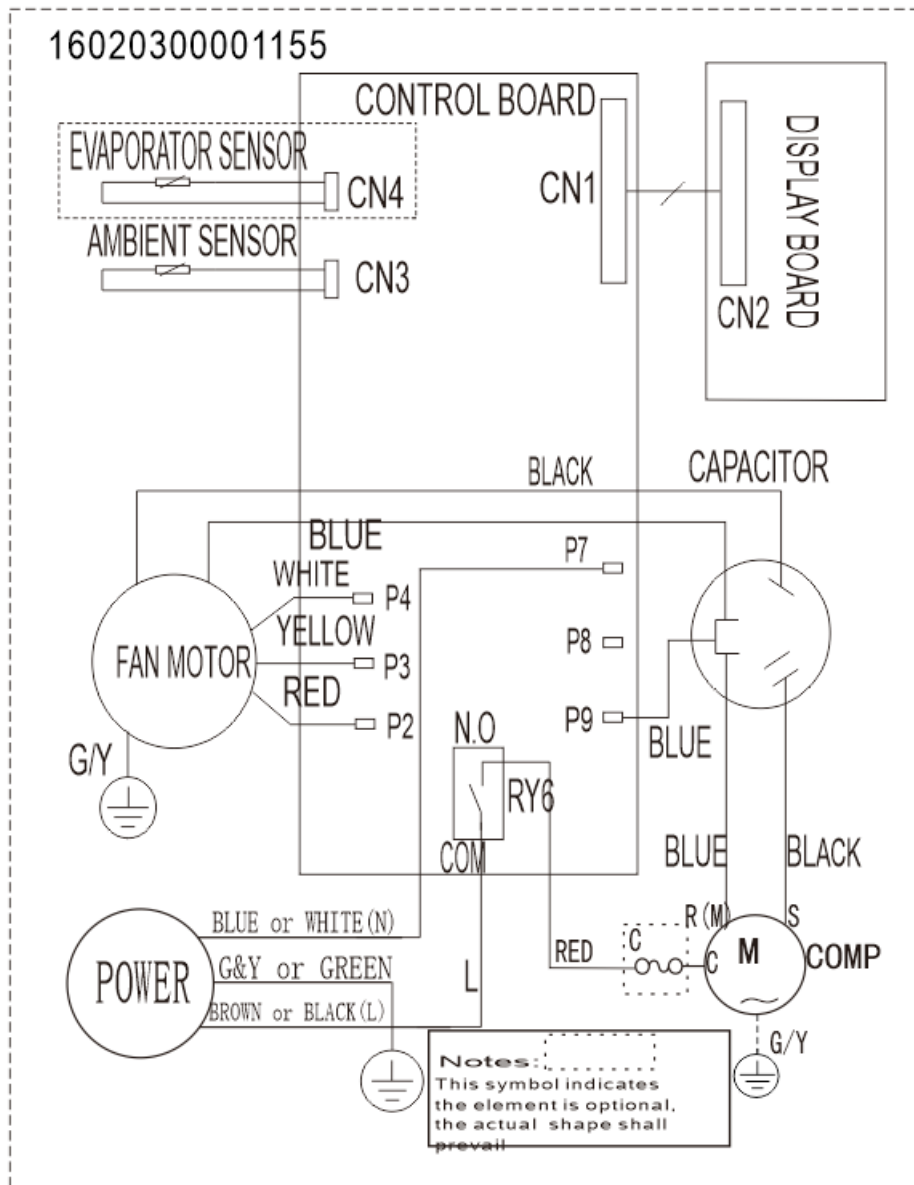 16020300001155
CONTROL BOARD
EVAPORATOR SENSOR
CN4
CN1
DISPLAY BOARD
AMBIENT SENSOR
CN3
CN2
BLACK
CAPACITOR
BLUE
P7
WHITE
P4
YELLOW
P8
FAN MOTOR
P3
RED
P2
N.O
P9
BLUE
G/Y
RY6
COM
BLUE
BLACK
BLUE or WHITE(N)
R(M)
S
C
RED
C
M
COMP
POWER
G&Y or GREEN
L
BROWN or BLACK(L)
G/Y
Notes:
This symbol indicates
the element is optional,
the actual shape shall
prevail